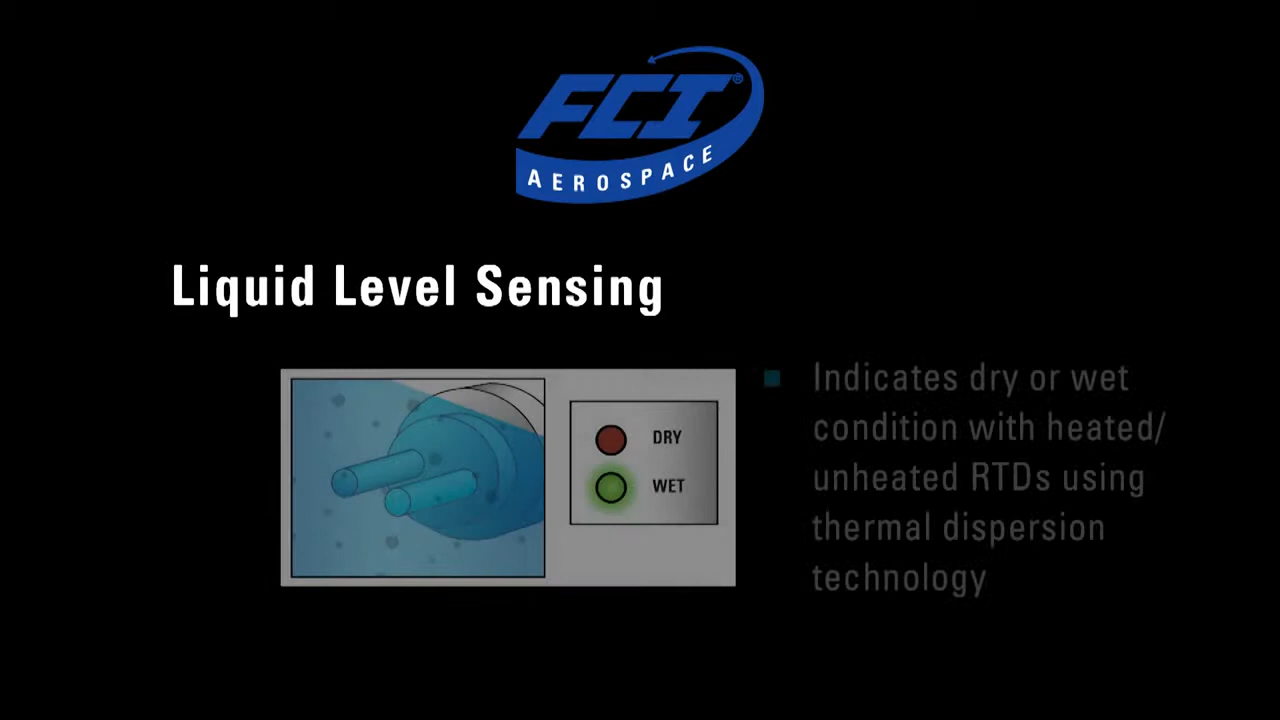 FCI®
AEROSPACE
Liquid Level Sensing
DRY
WET
Indicates dry or wet
condition with heated/
unheated RTDs using
thermal dispersion
technology